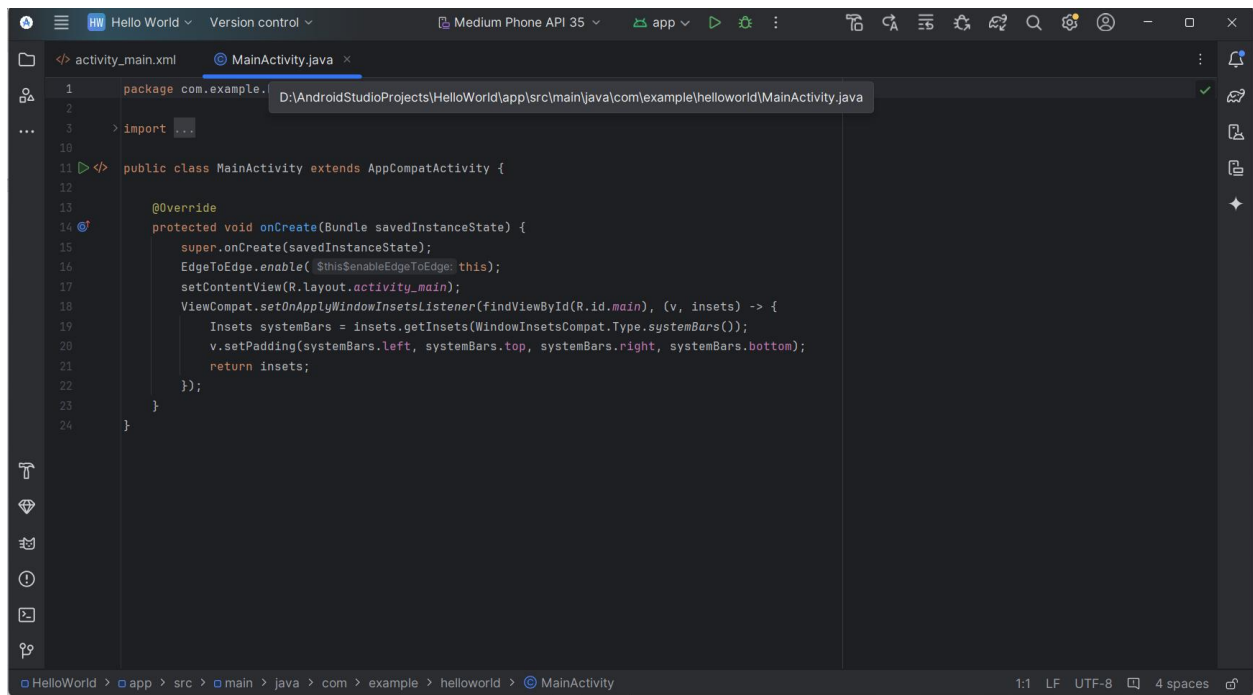 HW Hello World Version control Medium Phone API 35 app
activity_main.xml MainActivity.java
1 package com.example.
D:\AndroidStudioProjects\HelloWorld\app\src\main\java\com\example\helloworld\MainActivity.java
2
3 import ...
10
11 public class MainActivity extends AppCompatActivity {
12
13 @Override
14 protected void onCreate(Bundle savedInstanceState) {
15 super.onCreate(savedInstanceState);
16 EdgeToEdge.enable( $this$enableEdgeToEdge: this);
17 setContentView(R.layout.activity_main);
18 ViewCompat.setOnApplyWindowInsetsListener(findViewById(R.id.main), (v, insets) -> {
19 Insets systemBars = insets.getInsets(WindowInsetsCompat.Type.systemBars());
20 v.setPadding(systemBars.left, systemBars.top, systemBars.right, systemBars.bottom);
21 return insets;
22 });
23 }
24 }
HelloWorld > app > src > main > java > com > example > helloworld > MainActivity 1:1 LF UTF-8 4 spaces